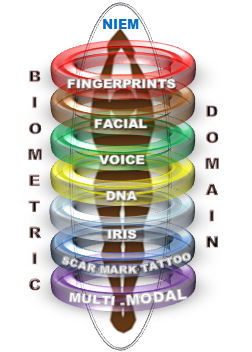 NIEM
BIOMETRIC
DOMAIN
FINGERPRINTS
FACIAL
VOICE
DNA
IRIS
SCAR MARK TATTOO
MULTI -MODAL